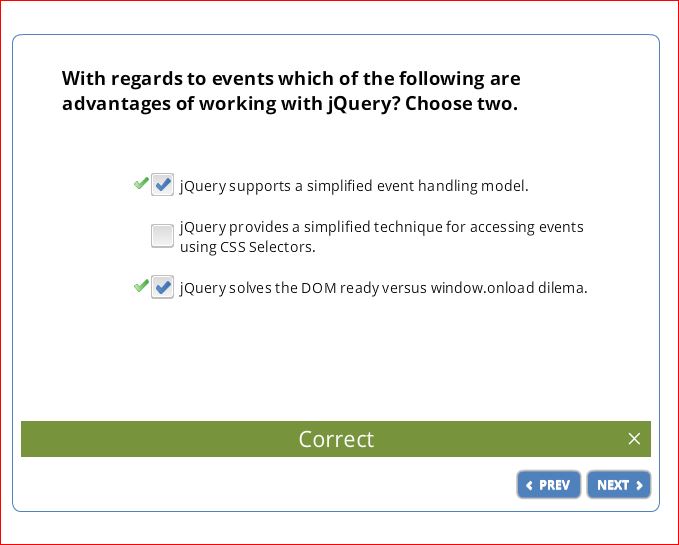 With regards to events which of the following are
advantages of working with jQuery? Choose two.
jQuery supports a simplified event handling model.
jQuery provides a simplified technique for accessing events
using CSS Selectors.
jQuery solves the DOM ready versus window.onload dilema.
Correct
PREV NEXT